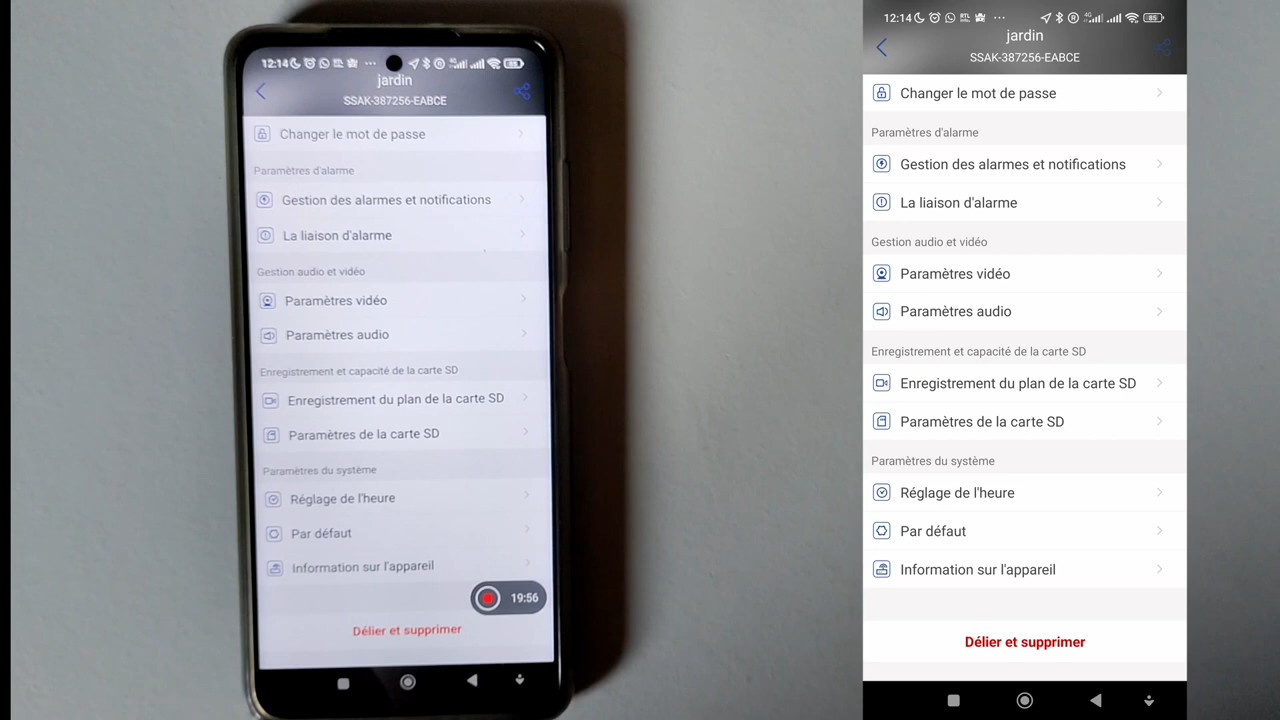 12:14
jardin
SSAK-387256-EABCE
Changer le mot de passe
Paramètres d'alarme
Gestion des alarmes et notifications
La liaison d'alarme
Gestion audio et vidéo
Paramètres vidéo
Paramètres audio
Enregistrement et capacité de la carte SD
Enregistrement du plan de la carte SD
Paramètres de la carte SD
Paramètres du système
Réglage de l'heure
Par défaut
Information sur l'appareil
19:56
Délier et supprimer
12:14
4G
85
jardin
SSAK-387256-EABCE
Changer le mot de passe
Paramètres d'alarme
Gestion des alarmes et notifications
La liaison d'alarme
Gestion audio et vidéo
Paramètres vidéo
Paramètres audio
Enregistrement et capacité de la carte SD
Enregistrement du plan de la carte SD
Paramètres de la carte SD
Paramètres du système
Réglage de l'heure
Par défaut
Information sur l'appareil
Délier et supprimer